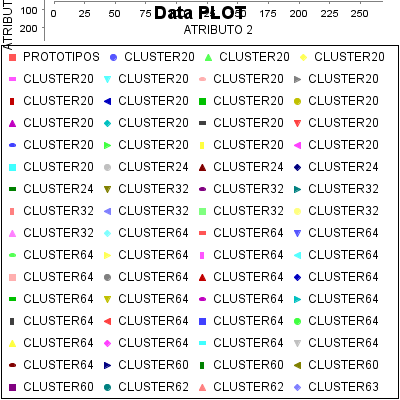 ATRIBUT
100
200
0 25 50 75 100 125 150 175 200 225 250
Data PLOT
ATRIBUTO 2
PROTOTIPOS CLUSTER20 CLUSTER20 CLUSTER20
CLUSTER20 CLUSTER20 CLUSTER20 CLUSTER20
CLUSTER20 CLUSTER20 CLUSTER20 CLUSTER20
CLUSTER20 CLUSTER20 CLUSTER20 CLUSTER20
CLUSTER20 CLUSTER20 CLUSTER20 CLUSTER20
CLUSTER20 CLUSTER24 CLUSTER24 CLUSTER24
CLUSTER24 CLUSTER32 CLUSTER32 CLUSTER32
CLUSTER32 CLUSTER32 CLUSTER32 CLUSTER32
CLUSTER32 CLUSTER64 CLUSTER64 CLUSTER64
CLUSTER64 CLUSTER64 CLUSTER64 CLUSTER64
CLUSTER64 CLUSTER64 CLUSTER64 CLUSTER64
CLUSTER64 CLUSTER64 CLUSTER64 CLUSTER64
CLUSTER64 CLUSTER64 CLUSTER64 CLUSTER64
CLUSTER64 CLUSTER64 CLUSTER64 CLUSTER64
CLUSTER64 CLUSTER60 CLUSTER60 CLUSTER60
CLUSTER60 CLUSTER62 CLUSTER62 CLUSTER63